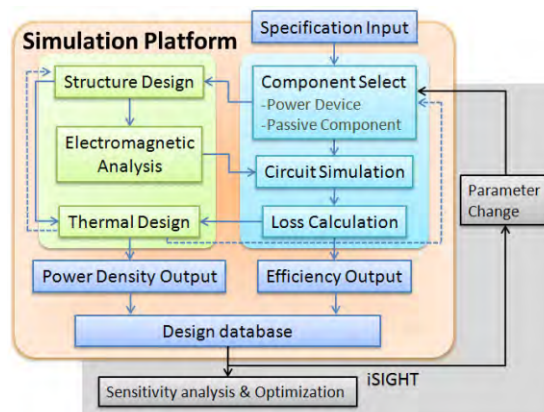 Specification Input
Simulation Platform
Structure Design
Component Select
-Power Device
-Passive Component
Electromagnetic
Analysis
Circuit Simulation
Parameter
Change
Thermal Design
Loss Calculation
Power Density Output
Efficiency Output
Design database
iSIGHT
Sensitivity analysis & Optimization